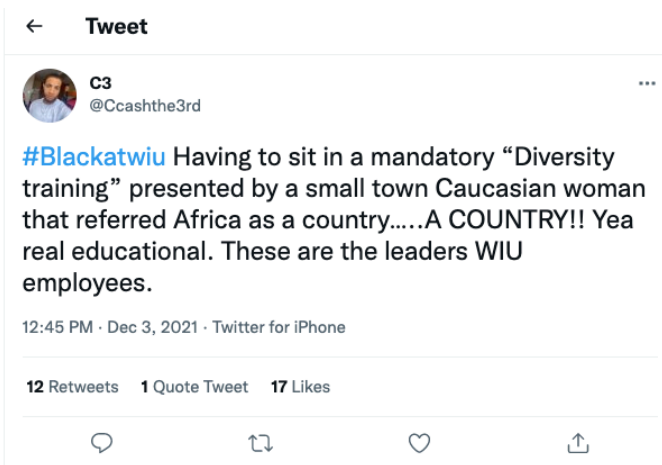 Tweet
C3
@Ccashthe3rd
#Blackatwiu Having to sit in a mandatory “Diversity
training” presented by a small town Caucasian woman
that referred Africa as a country.....A COUNTRY!! Yea
real educational. These are the leaders WIU
employees.
12:45 PM · Dec 3, 2021 · Twitter for iPhone
12 Retweets 1 Quote Tweet 17 Likes